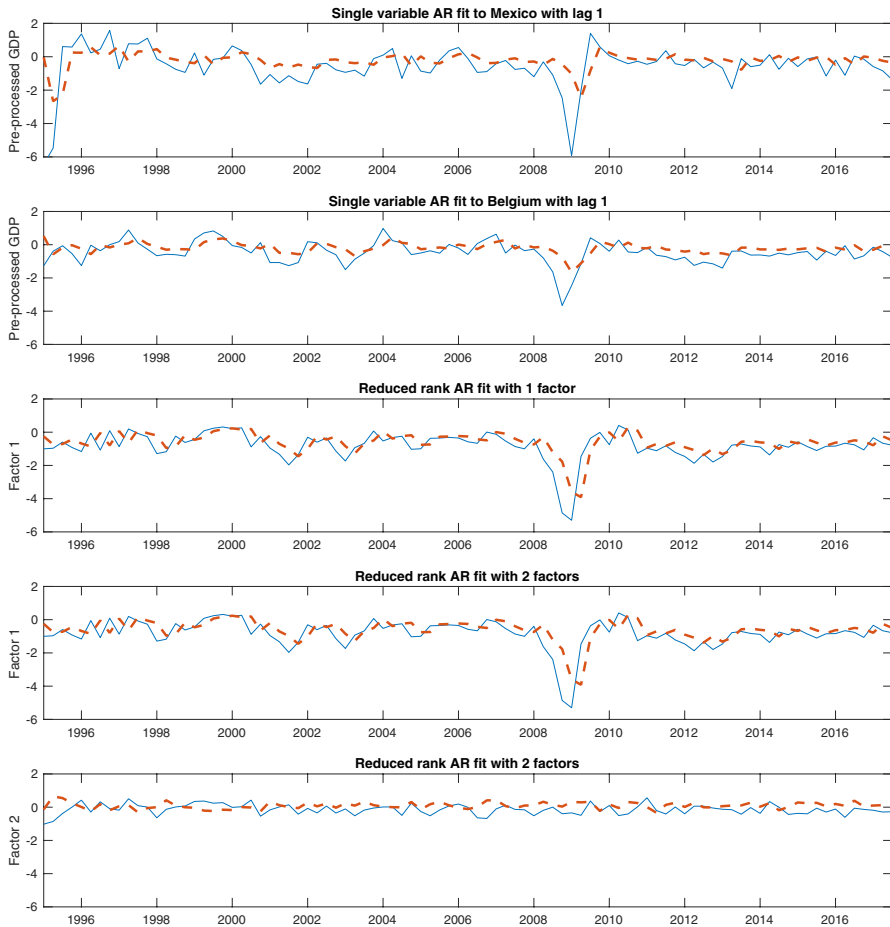 Single variable AR fit to Mexico with lag 1
Pre-processed GDP
2
0
-2
-4
-6
1996 1998 2000 2002 2004 2006 2008 2010 2012 2014 2016
Single variable AR fit to Belgium with lag 1
Pre-processed GDP
2
0
-2
-4
-6
1996 1998 2000 2002 2004 2006 2008 2010 2012 2014 2016
Reduced rank AR fit with 1 factor
Factor 1
2
0
-2
-4
-6
1996 1998 2000 2002 2004 2006 2008 2010 2012 2014 2016
Reduced rank AR fit with 2 factors
Factor 1
2
0
-2
-4
-6
1996 1998 2000 2002 2004 2006 2008 2010 2012 2014 2016
Reduced rank AR fit with 2 factors
Factor 2
2
0
-2
-4
-6
1996 1998 2000 2002 2004 2006 2008 2010 2012 2014 2016